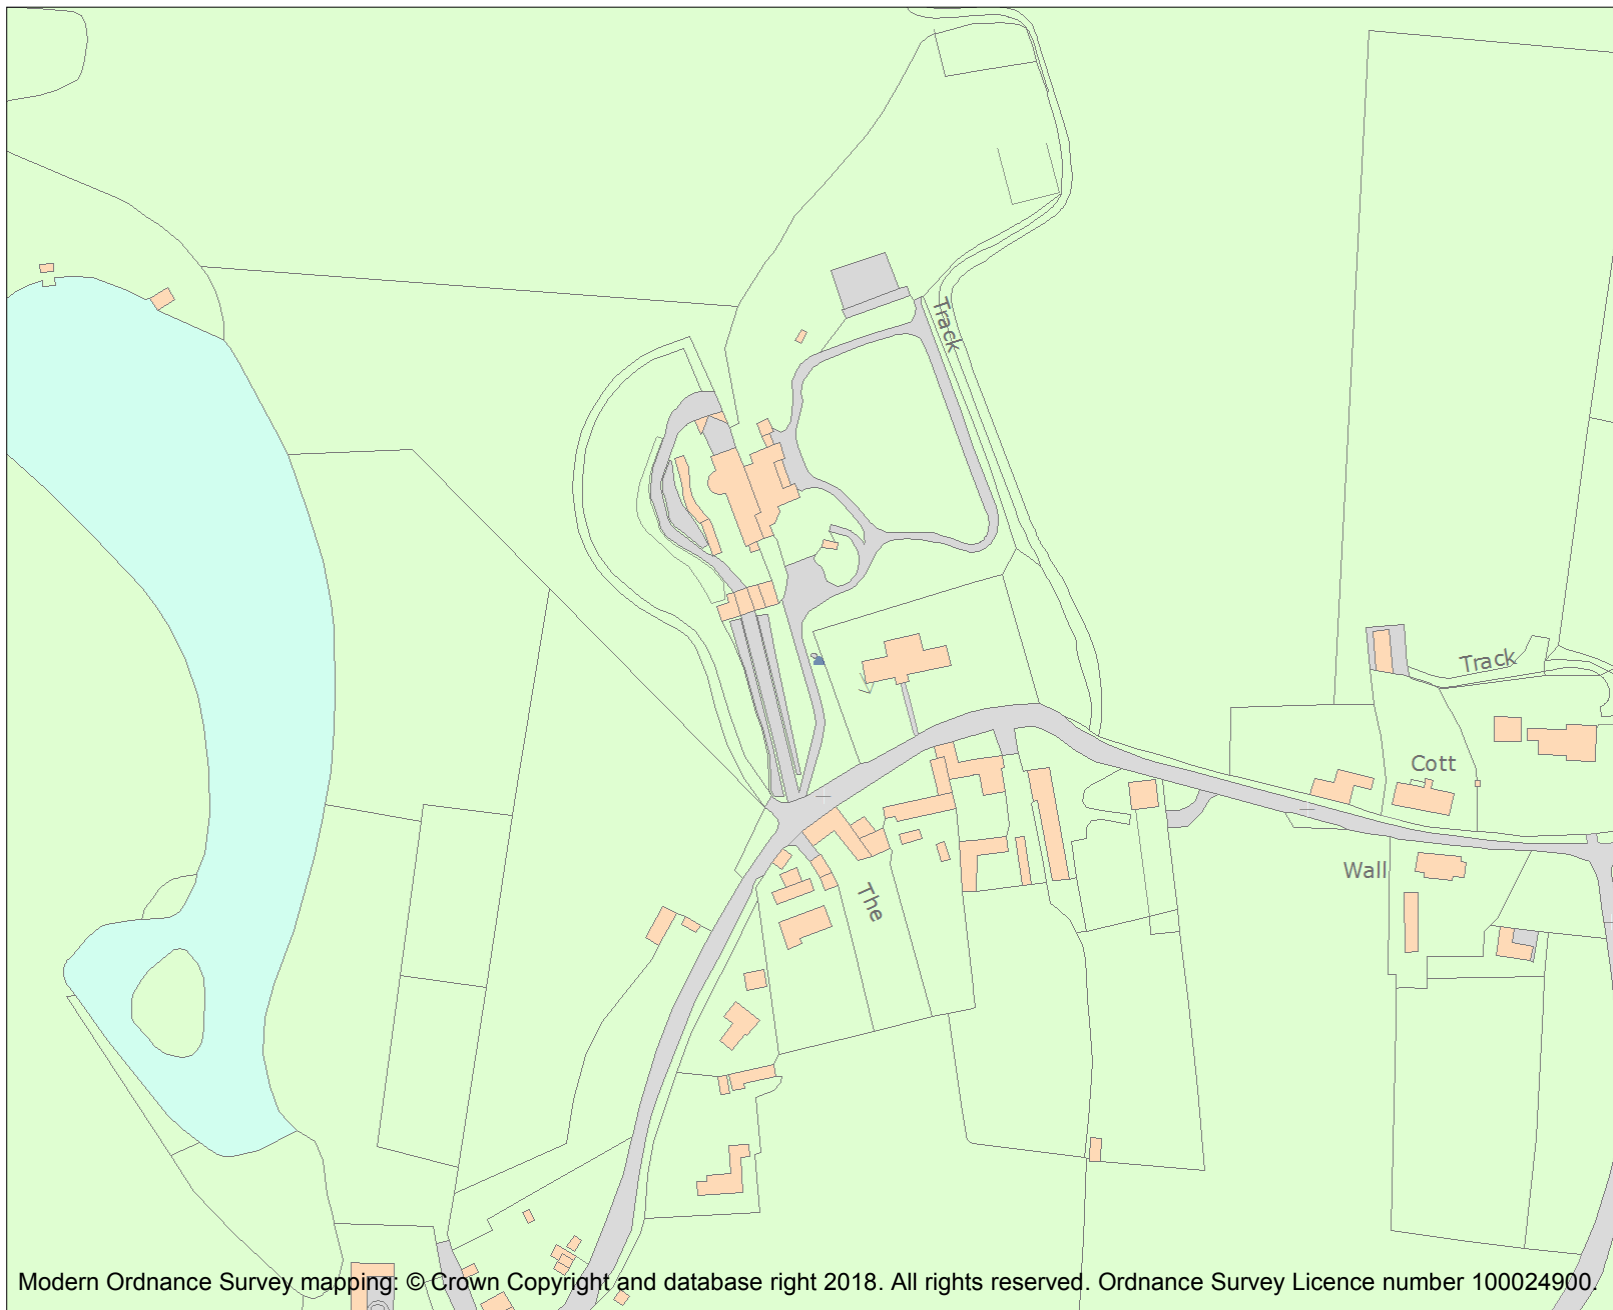 Track
Track
Cott
Wall
The
Modern Ordnance Survey mapping: © Crown Copyright and database right 2018. All rights reserved. Ordnance Survey Licence number 100024900.